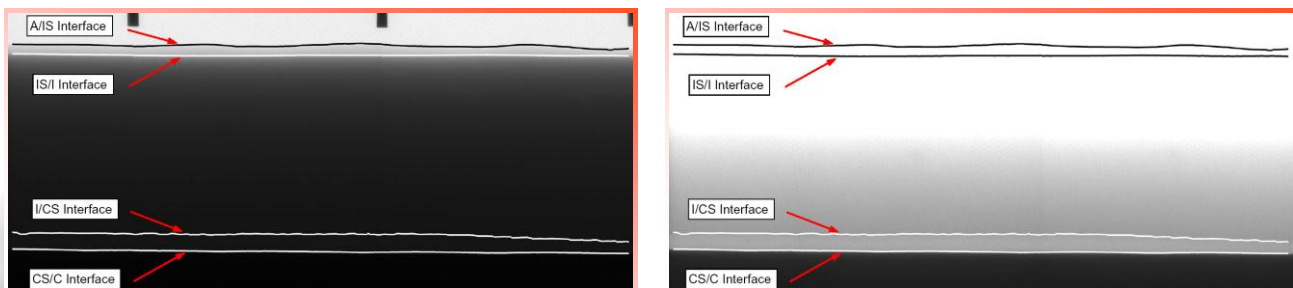 A/IS Interface
IS/I Interface
I/CS Interface
CS/C Interface
A/IS Interface
IS/I Interface
I/CS Interface
CS/C Interface